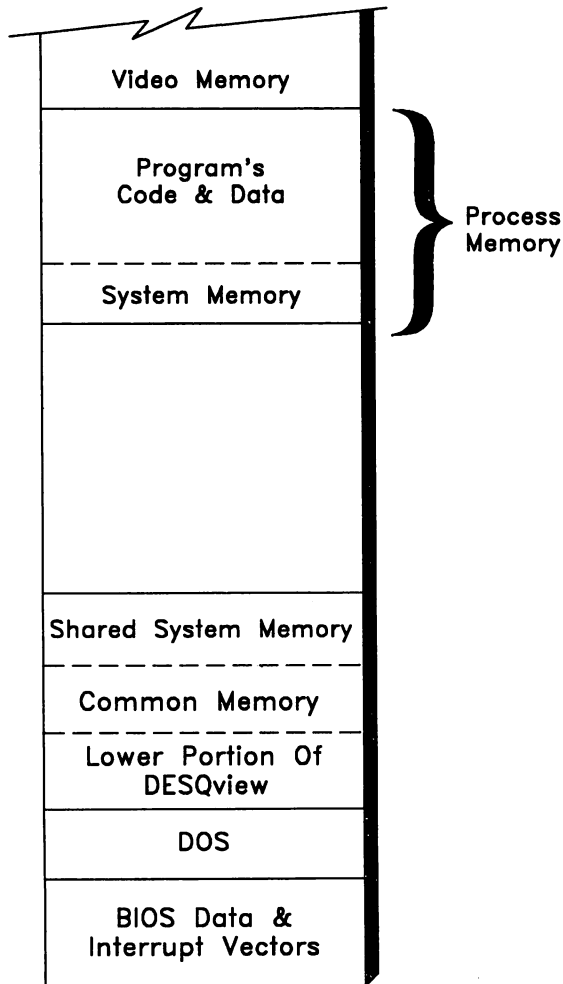 Video Memory
Program's
Code & Data
Process
Memory
System Memory
Shared System Memory
Common Memory
Lower Portion Of
DESQview
DOS
BIOS Data &
Interrupt Vectors